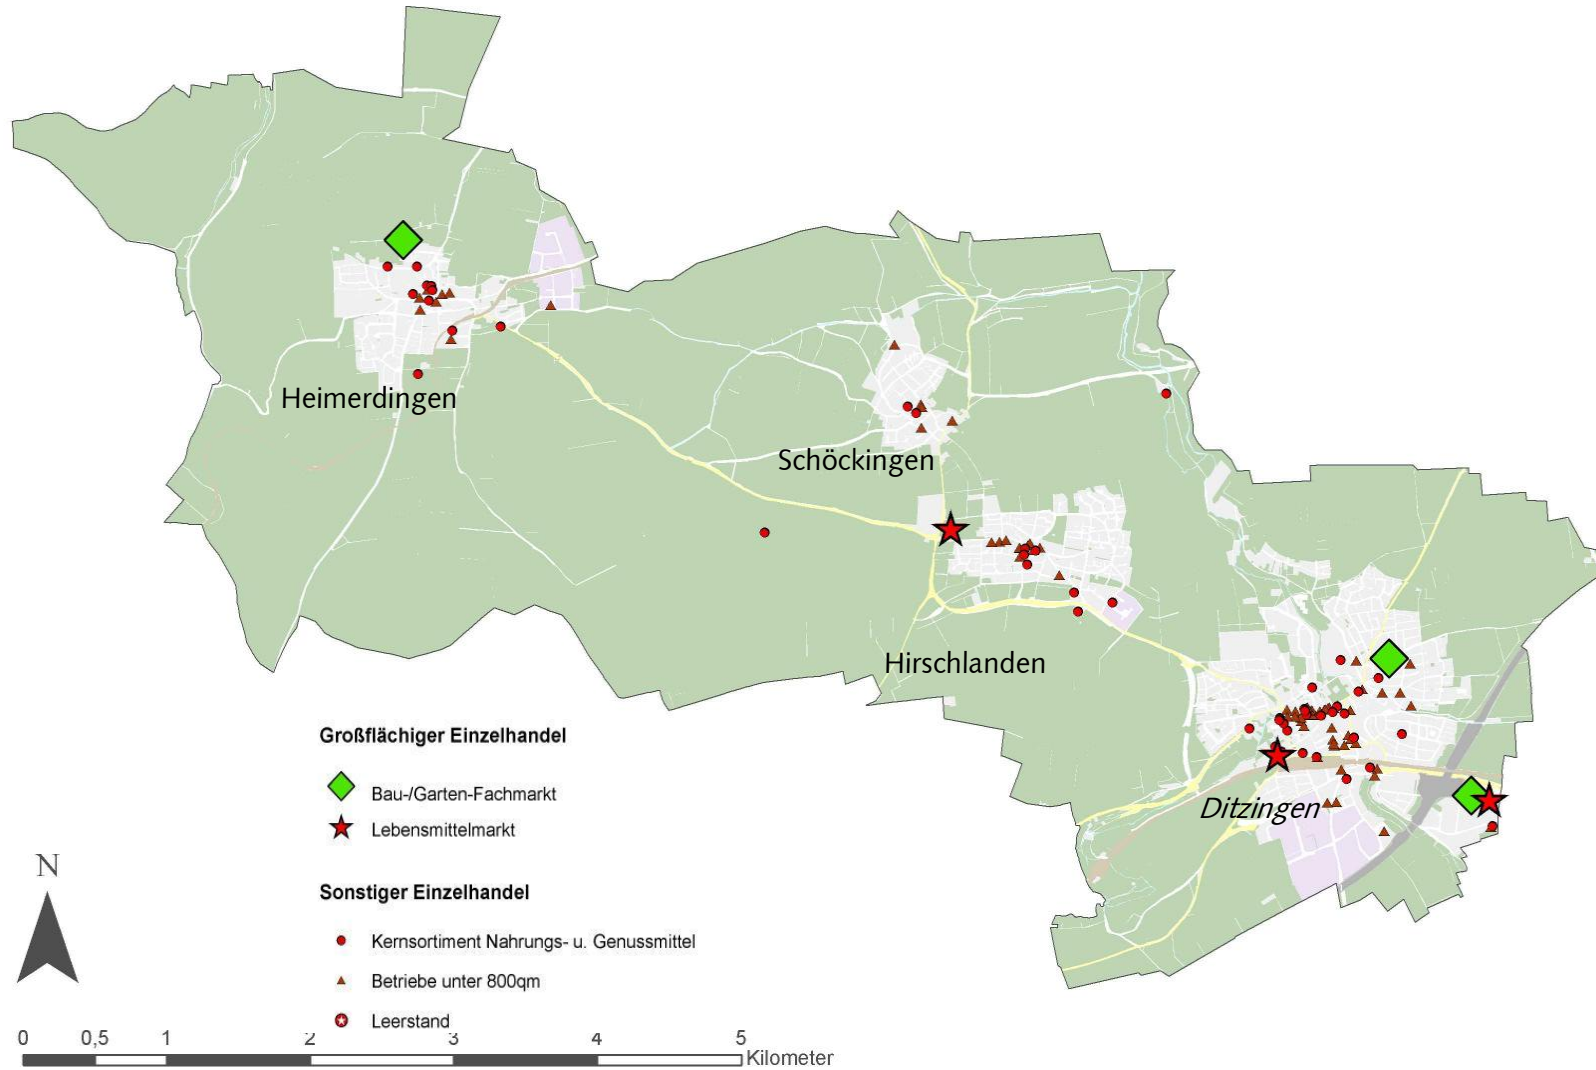 Heimerdingen
Schöckingen
Hirschlanden
Ditzingen
Großflächiger Einzelhandel
Bau-/Garten-Fachmarkt
Lebensmittelmarkt
Sonstiger Einzelhandel
Kernsortiment Nahrungs- u. Genussmittel
Betriebe unter 800qm
Leerstand
N
0 0,5 1 2 3 4 5
Kilometer